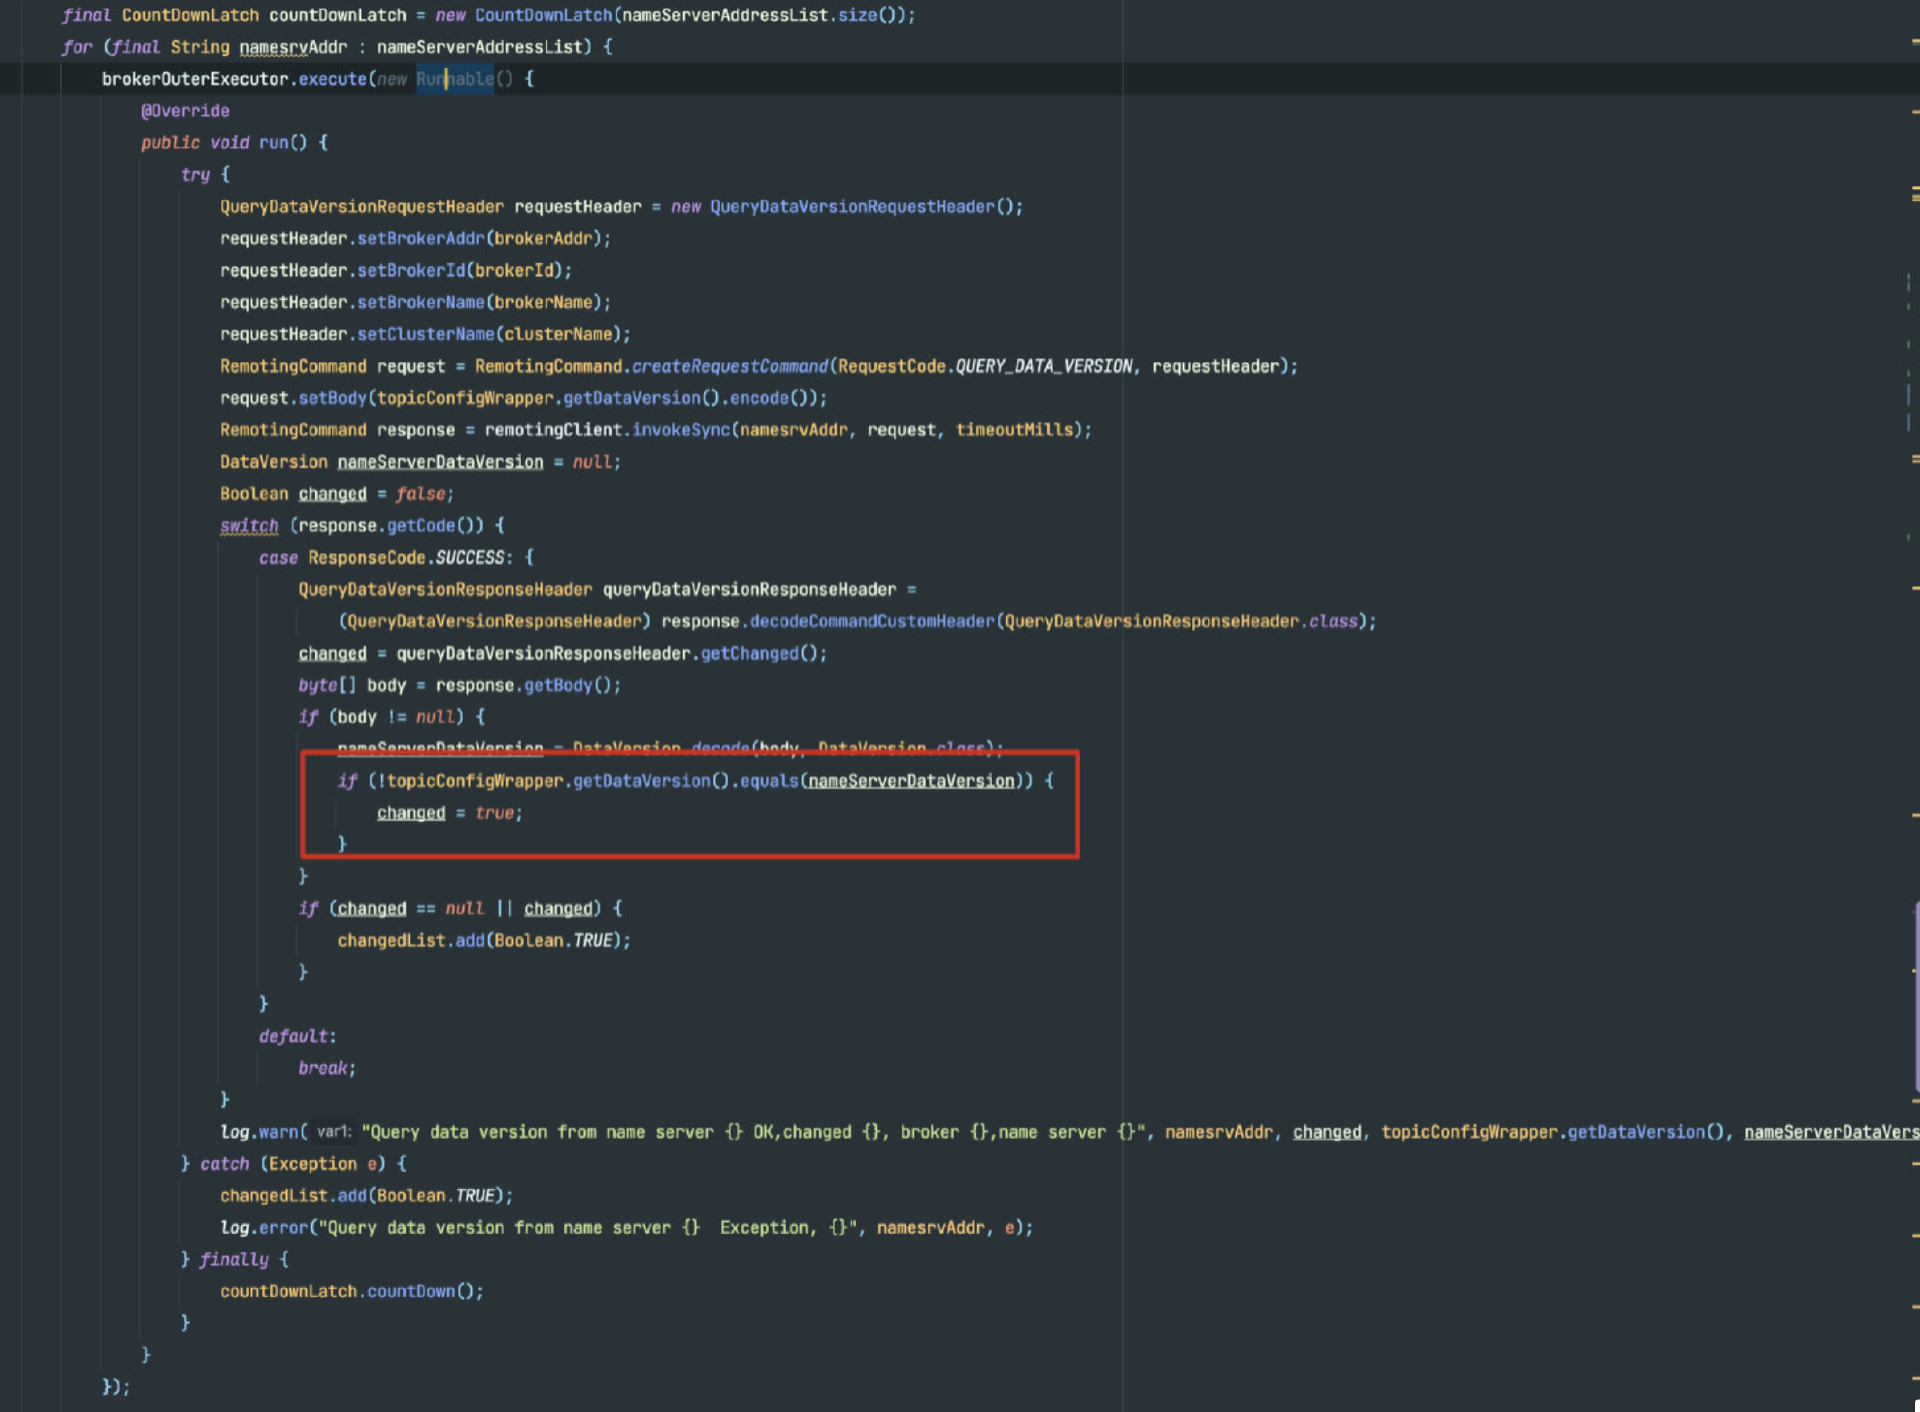 final CountDownLatch countDownLatch = new CountDownLatch(nameServerAddressList.size());
for (final String namesrvAddr : nameServerAddressList) {
brokerOuterExecutor.execute(new Runnable() {
@Override
public void run() {
try {
QueryDataVersionRequestHeader requestHeader = new QueryDataVersionRequestHeader();
requestHeader.setBrokerAddr(brokerAddr);
requestHeader.setBrokerId(brokerId);
requestHeader.setBrokerName(brokerName);
requestHeader.setClusterName(clusterName);
RemotingCommand request = RemotingCommand.createRequestCommand(RequestCode.QUERY_DATA_VERSION, requestHeader);
request.setBody(topicConfigWrapper.getDataVersion().encode());
RemotingCommand response = remotingClient.invokeSync(namesrvAddr, request, timeoutMills);
DataVersion nameServerDataVersion = null;
Boolean changed = false;
switch (response.getCode()) {
case ResponseCode.SUCCESS: {
QueryDataVersionResponseHeader queryDataVersionResponseHeader =
(QueryDataVersionResponseHeader) response.decodeCommandCustomHeader(QueryDataVersionResponseHeader.class);
changed = queryDataVersionResponseHeader.getChanged();
byte[] body = response.getBody();
if (body != null) {
nameServerDataVersion = DataVersion.decode(body, DataVersion.class);
if (!topicConfigWrapper.getDataVersion().equals(nameServerDataVersion)) {
changed = true;
}
}
if (changed == null || changed) {
changedList.add(Boolean.TRUE);
}
}
default:
break;
}
log.warn( var1: "Query data version from name server {} OK,changed {}, broker {},name server {}", namesrvAddr, changed, topicConfigWrapper.getDataVersion(), nameServerDataVers
} catch (Exception e) {
changedList.add(Boolean.TRUE);
log.error("Query data version from name server {}  Exception, {}", namesrvAddr, e);
} finally {
countDownLatch.countDown();
}
}
});